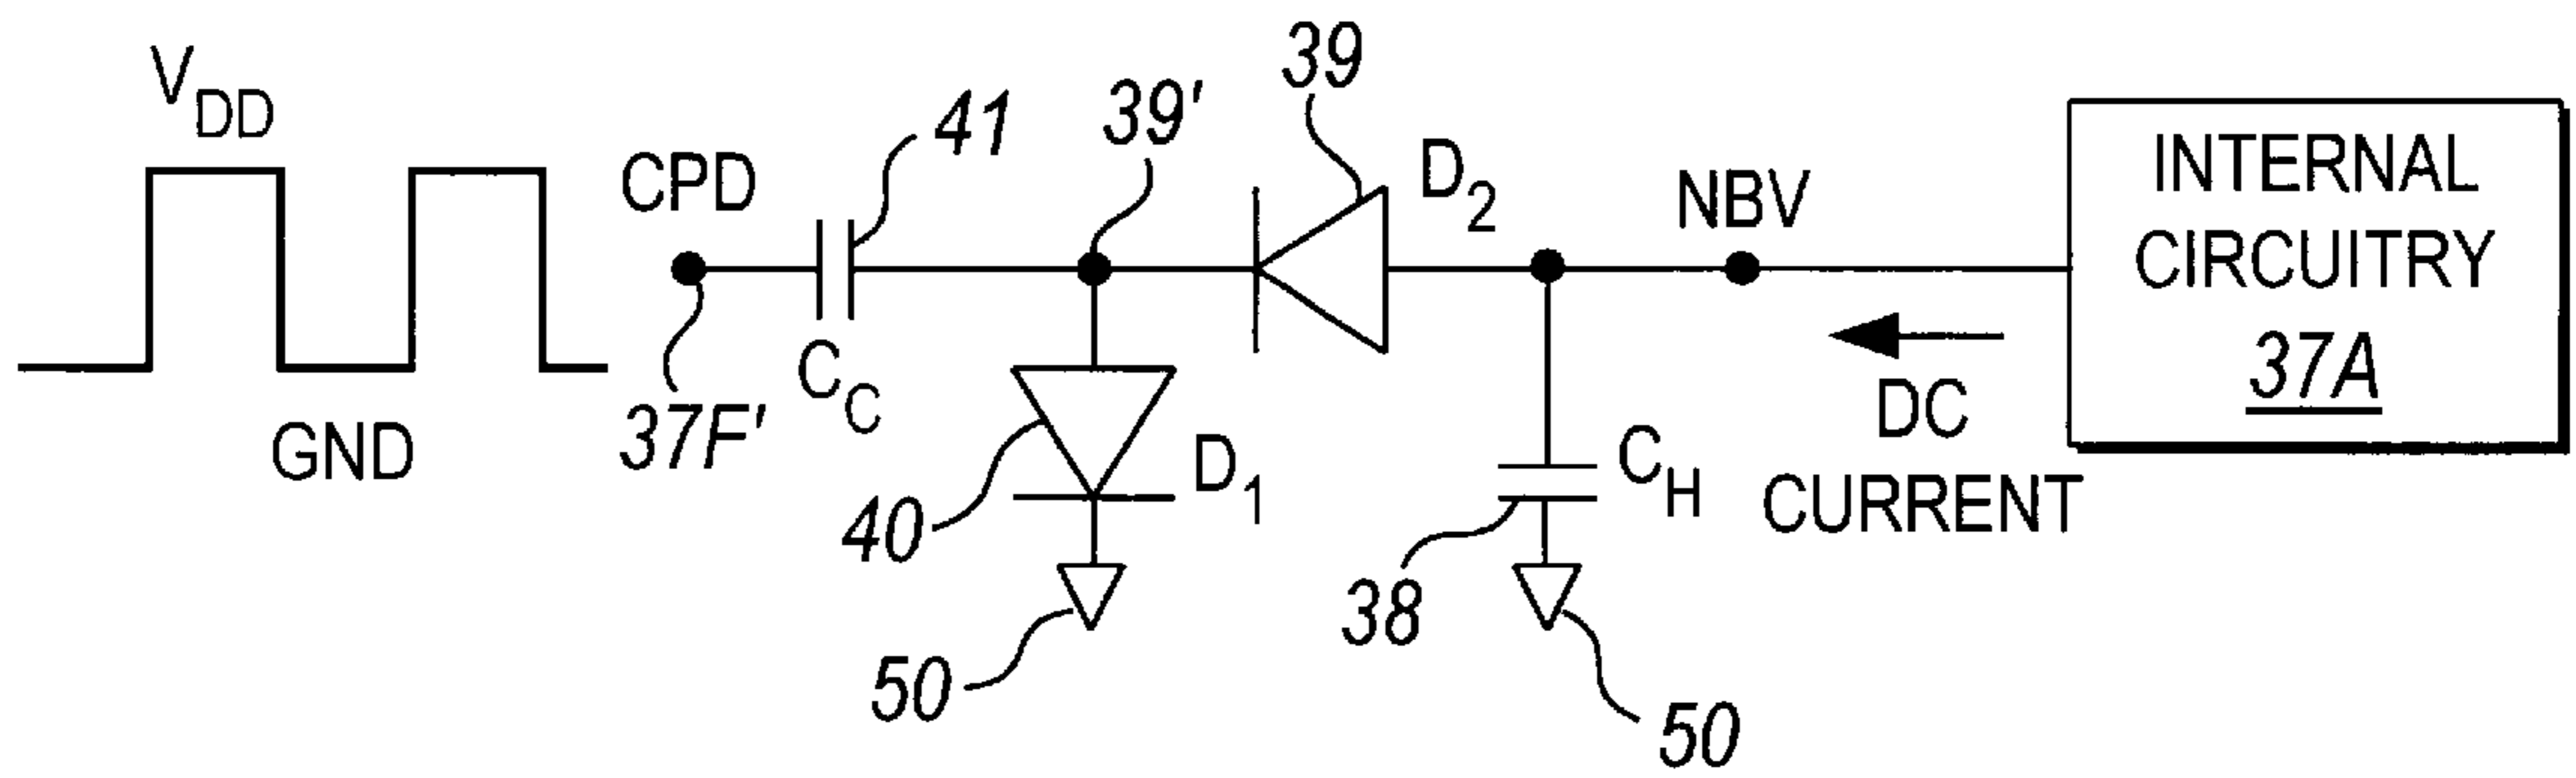 V_DD
GND
CPD
37F'
41
C_C
39'
39
D_2
40
D_1
50
NBV
C_H
38
50
DC
CURRENT
INTERNAL
CIRCUITRY
37A